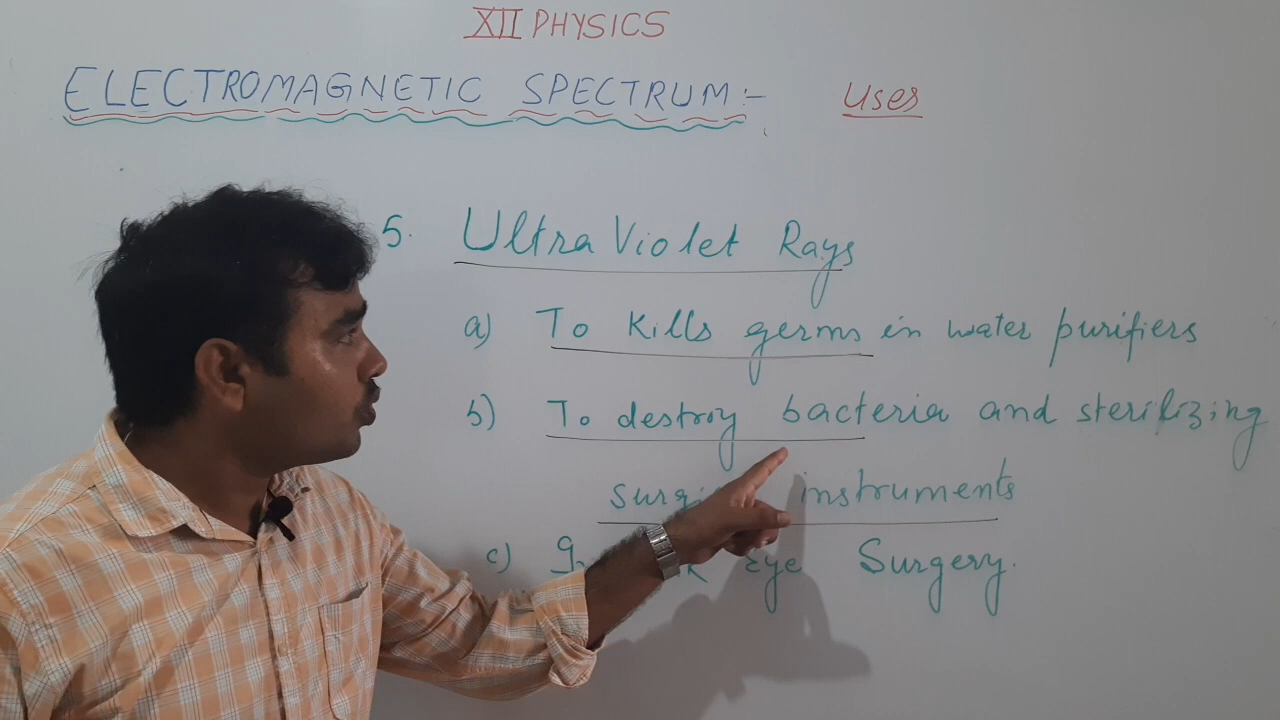 XII PHYSICS
ELECTROMAGNETIC SPECTRUM:- Uses
5. Ultra Violet Rays
a) To Kills germs in water purifiers
b) To destroy bacteria and sterilizing
instruments
c) Eye Surgery.